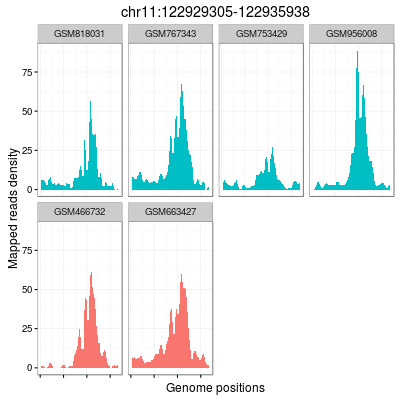 chr11:122929305-122935938
GSM818031 GSM767343 GSM753429 GSM956008
75
50
25
0
GSM466732 GSM663427
75
50
25
0
Mapped reads density
Genome positions